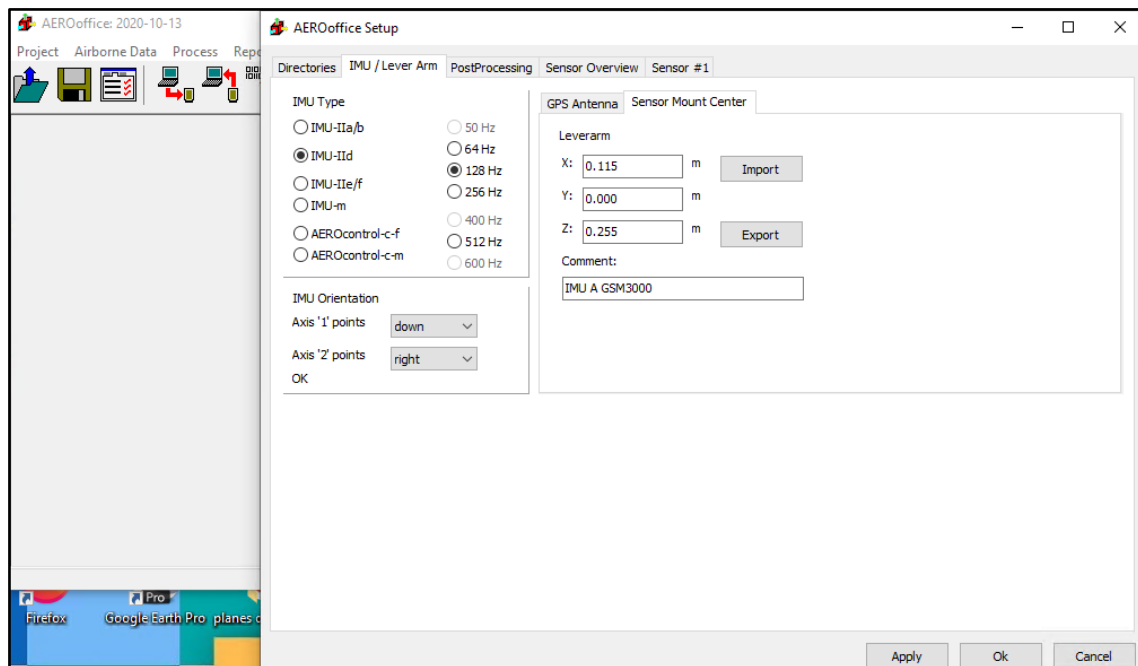 AEROoffice: 2020-10-13
Project Airborne Data Process Repo
AEROoffice Setup
Directories IMU / Lever Arm PostProcessing Sensor Overview Sensor #1
IMU Type
IMU-IIa/b
IMU-IId
IMU-IIe/f
IMU-m
AEROcontrol-c-f
AEROcontrol-c-m
50 Hz
64 Hz
128 Hz
256 Hz
400 Hz
512 Hz
600 Hz
IMU Orientation
Axis '1' points down
Axis '2' points right
OK
GPS Antenna Sensor Mount Center
Leverarm
X: 0.115 m Import
Y: 0.000 m
Z: 0.255 m Export
Comment:
IMU A GSM3000
Firefox
Pro
Google Earth Pro
planes
Apply Ok Cancel